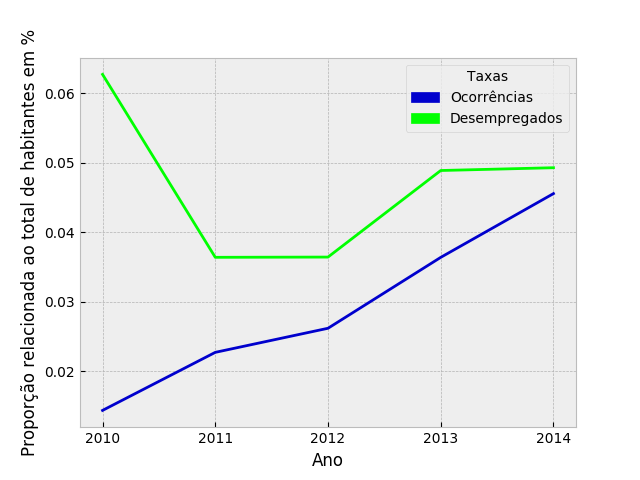 Proporção relacionada ao total de habitantes em %
0.06
0.05
0.04
0.03
0.02
Taxas
Ocorrências
Desempregados
2010 2011 2012 2013 2014
Ano